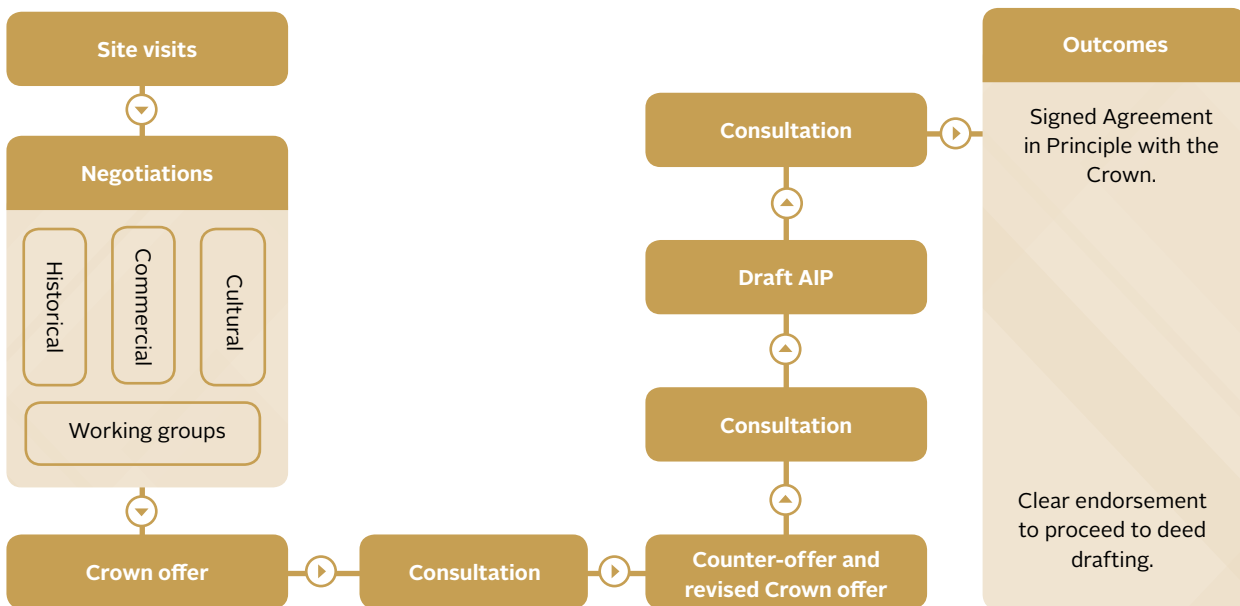 Site visits
Negotiations
Historical
Commercial
Cultural
Working groups
Crown offer
Consultation
Counter-offer and
revised Crown offer
Consultation
Draft AIP
Consultation
Outcomes
Signed Agreement
in Principle with the
Crown.
Clear endorsement
to proceed to deed
drafting.